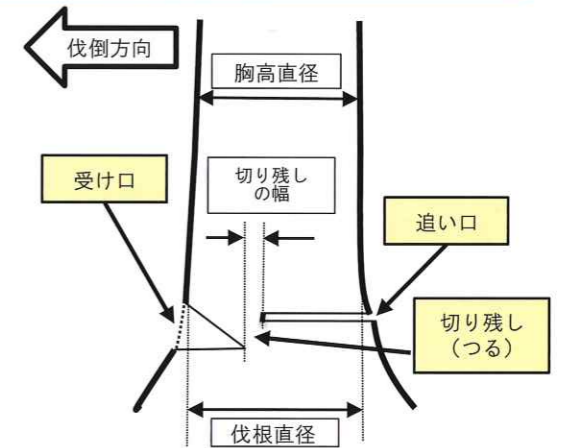 伐倒方向
胸高直径
切り残し
の幅
受け口
追い口
切り残し
（つる）
伐根直径